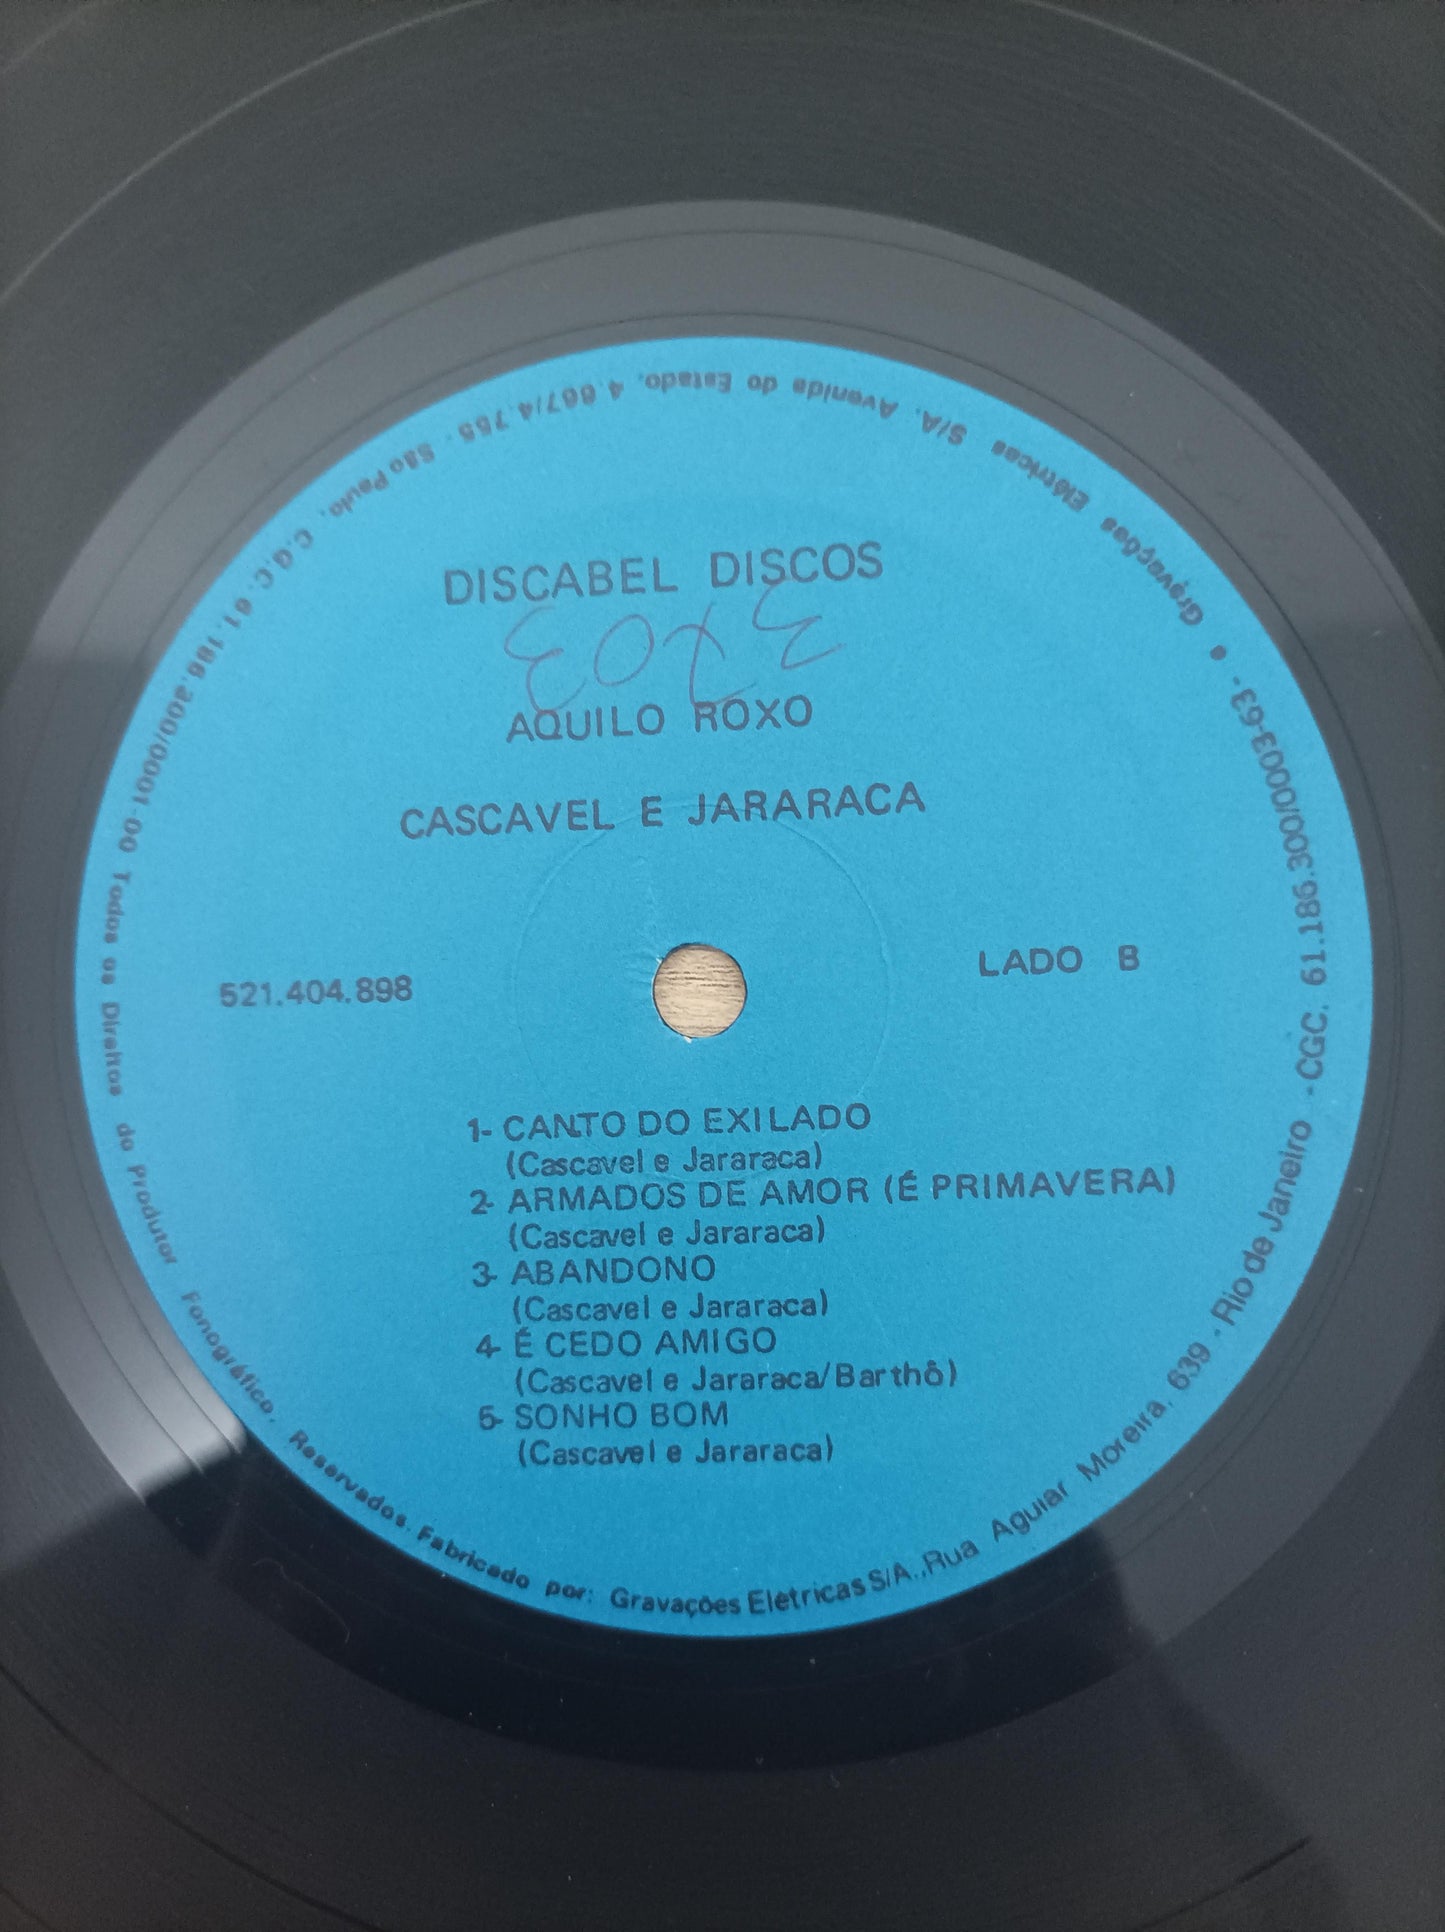 DISCABEL DISCOS
3703
AQUILO ROXO
CASCAVEL E JARARACA
521.404.898
LADO B
1- CANTO DO EXILADO
(Cascavel e Jararaca)
2- ARMADOS DE AMOR (É PRIMAVERA)
(Cascavel e Jararaca)
3- ABANDONO
(Cascavel e Jararaca)
4- É CEDO AMIGO
(Cascavel e Jararaca/Barthô)
5- SONHO BOM
(Cascavel e Jararaca)
• Gravações Elétricas S/A, Avenida do Estado, 4.667/4.755 - São Paulo, C.G.C. 61.186.300/0001-00 Todos os Direitos do Produtor Fonográfico, Reservados. Fabricado por: Gravações Elétricas S/A., Rua Aguiar Moreira, 639 - Rio de Janeiro - CGC. 61.186.300/0003-63 -